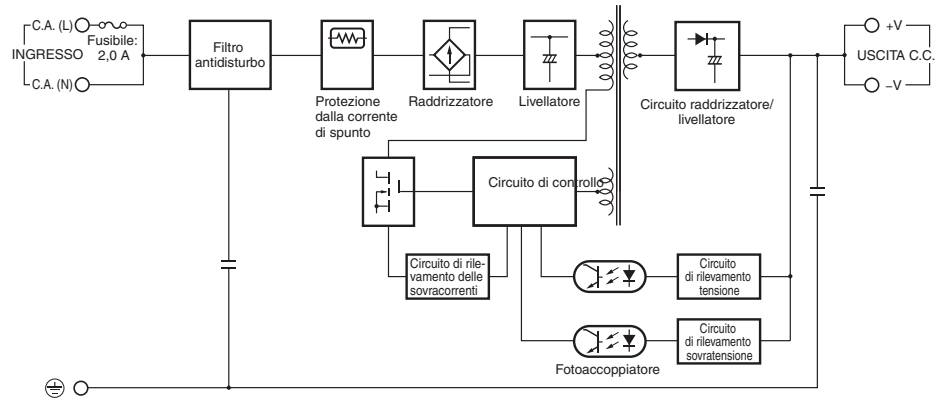 C.A. (L)
INGRESSO
C.A. (N)
Fusibile:
2,0 A
Filtro
antidisturbo
Protezione
dalla corrente
di spunto
Raddrizzatore
Livellatore
Circuito raddrizzatore/
livellatore
+V
USCITA C.C.
–V
Circuito di controllo
Circuito di rile-
vamento delle
sovracorrenti
Circuito
di rilevamento
tensione
Circuito
di rilevamento
sovratensione
Fotoaccoppiatore